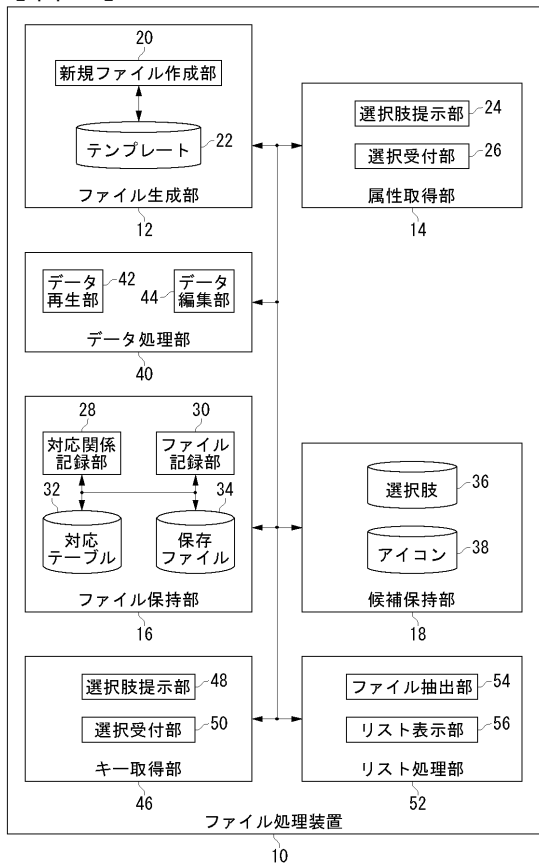 20
新規ファイル作成部
テンプレート
22
ファイル生成部
12
選択肢提示部
24
選択受付部
26
属性取得部
14
データ
再生部
42
44
データ
編集部
データ処理部
40
28
対応関係
記録部
30
ファイル
記録部
32
対応
テーブル
34
保存
ファイル
ファイル保持部
16
選択肢
36
アイコン
38
候補保持部
18
選択肢提示部
48
選択受付部
50
キー取得部
46
ファイル抽出部
54
リスト表示部
56
リスト処理部
52
ファイル処理装置
10